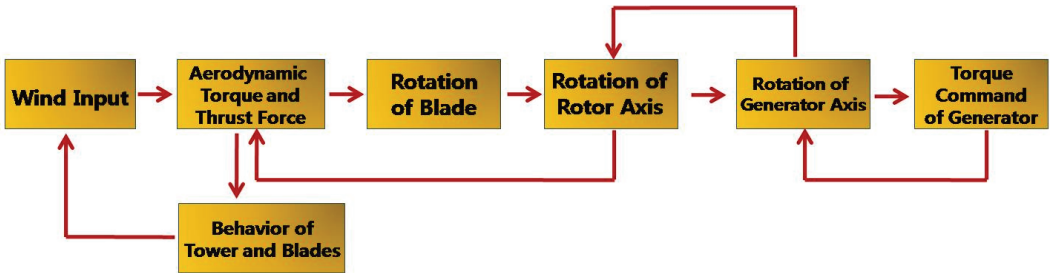 Wind Input
Aerodynamic
Torque and
Thrust Force
Rotation
of Blade
Rotation of
Rotor Axis
Rotation of
Generator Axis
Torque
Command
of Generator
Behavior of
Tower and Blades